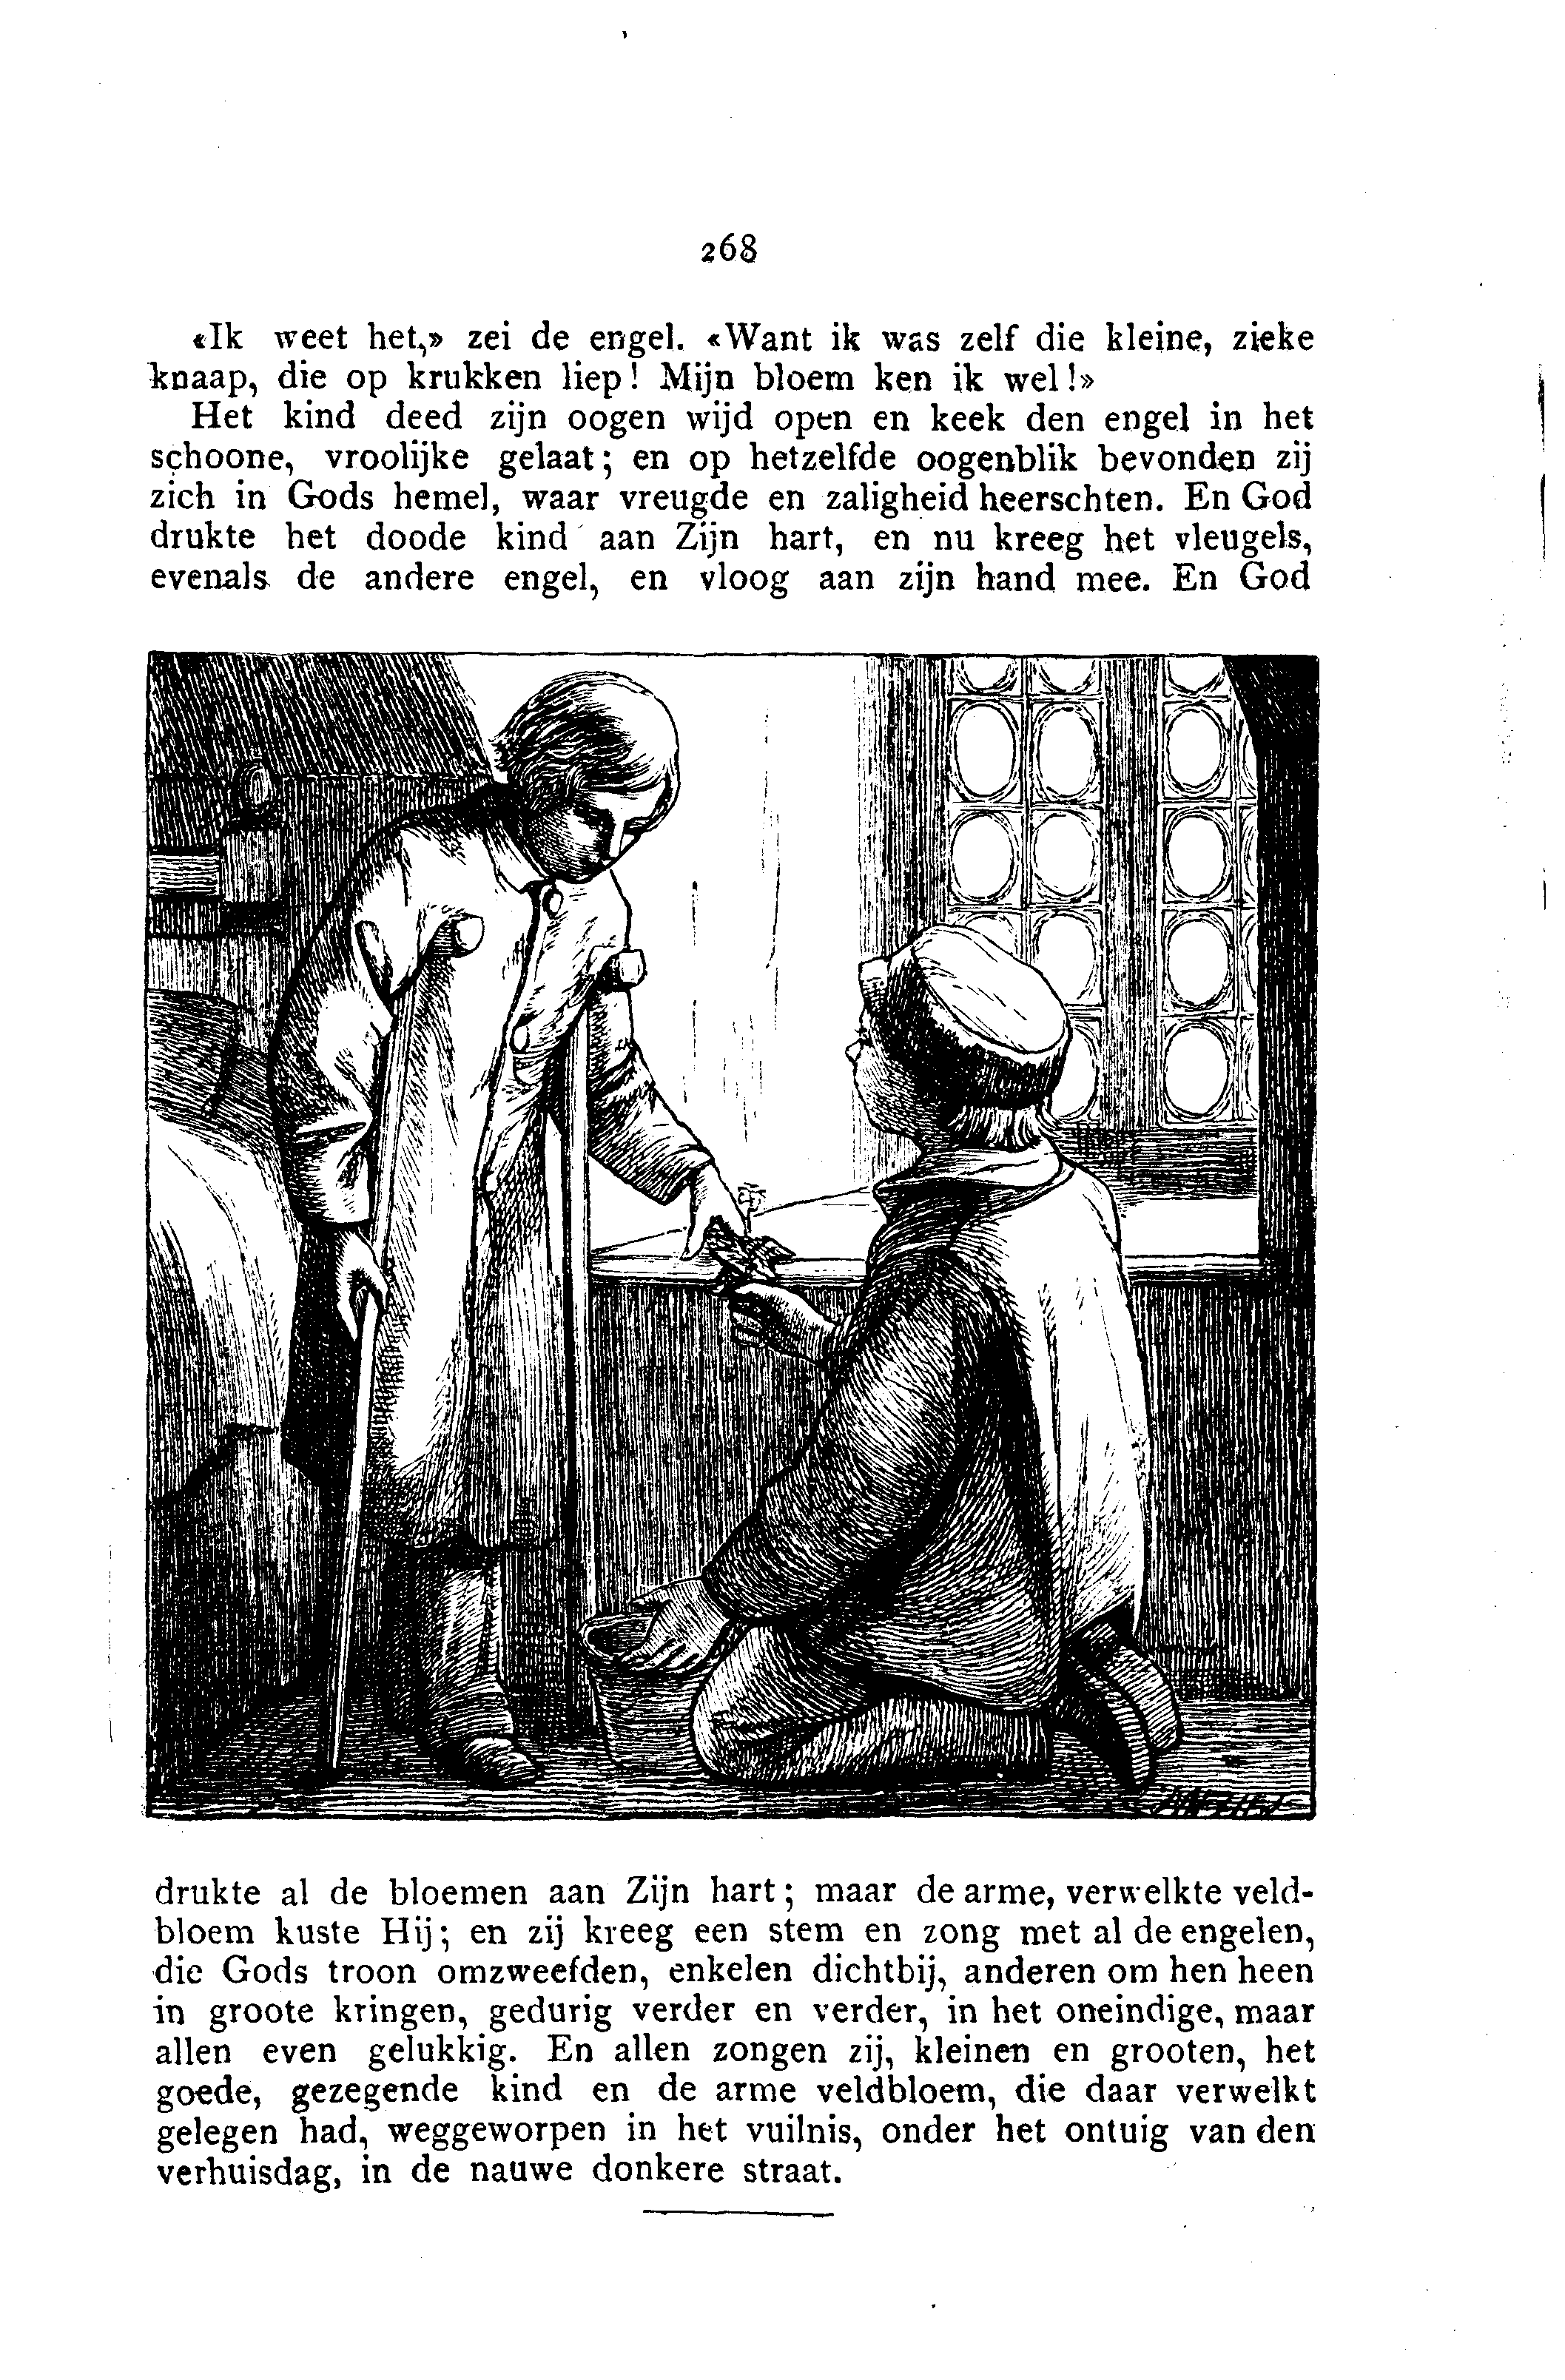 268
«Ik weet het,» zei de engel. «Want ik was zelf die kleine, zieke
knaap, die op krukken liep! Mijn bloem ken ik wel!»
Het kind deed zijn oogen wijd open en keek den engel in het
schoone, vroolijke gelaat; en op hetzelfde oogenblik bevonden zij
zich in Gods hemel, waar vreugde en zaligheid heerschten. En God
drukte het doode kind aan Zijn hart, en nu kreeg het vleugels,
evenals de andere engel, en vloog aan zijn hand mee. En God
drukte al de bloemen aan Zijn hart; maar de arme, verwelkte veld-
bloem kuste Hij; en zij kreeg een stem en zong met al de engelen,
die Gods troon omzweefden, enkelen dichtbij, anderen om hen heen
in groote kringen, gedurig verder en verder, in het oneindige, maar
allen even gelukkig. En allen zongen zij, kleinen en grooten, het
goede, gezegende kind en de arme veldbloem, die daar verwelkt
gelegen had, weggeworpen in het vuilnis, onder het ontuig van den
verhuisdag, in de nauwe donkere straat.